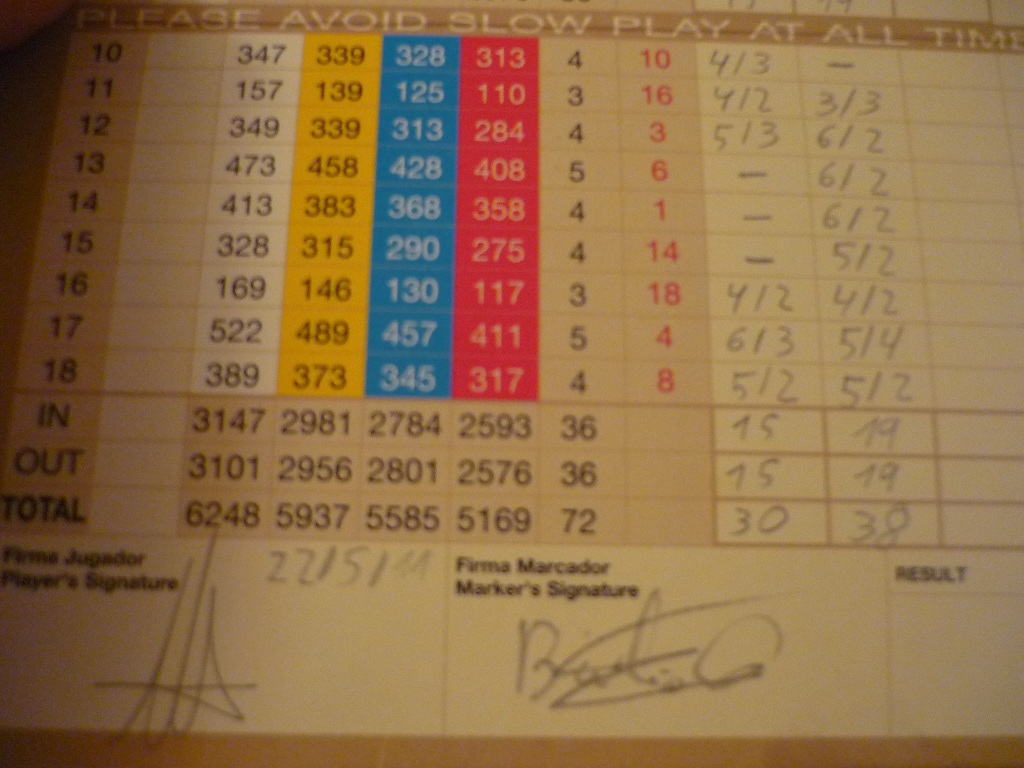 PLEASE AVOID SLOW PLAY AT ALL TIME
10 347 339 328 313 4 10 4/3 —
11 157 139 125 110 3 16 4/2 3/3
12 349 339 313 284 4 3 5/3 6/2
13 473 458 428 408 5 6 — 6/2
14 413 383 368 358 4 1 — 6/2
15 328 315 290 275 4 14 — 5/2
16 169 146 130 117 3 18 4/2 4/2
17 522 489 457 411 5 4 6/3 5/4
18 389 373 345 317 4 8 5/2 5/2
IN 3147 2981 2784 2593 36 15 19
OUT 3101 2956 2801 2576 36 15 19
TOTAL 6248 5937 5585 5169 72 30 38
Firma Jugador 22/5/11 Firma Marcador RESULT
Player's Signature Marker's Signature